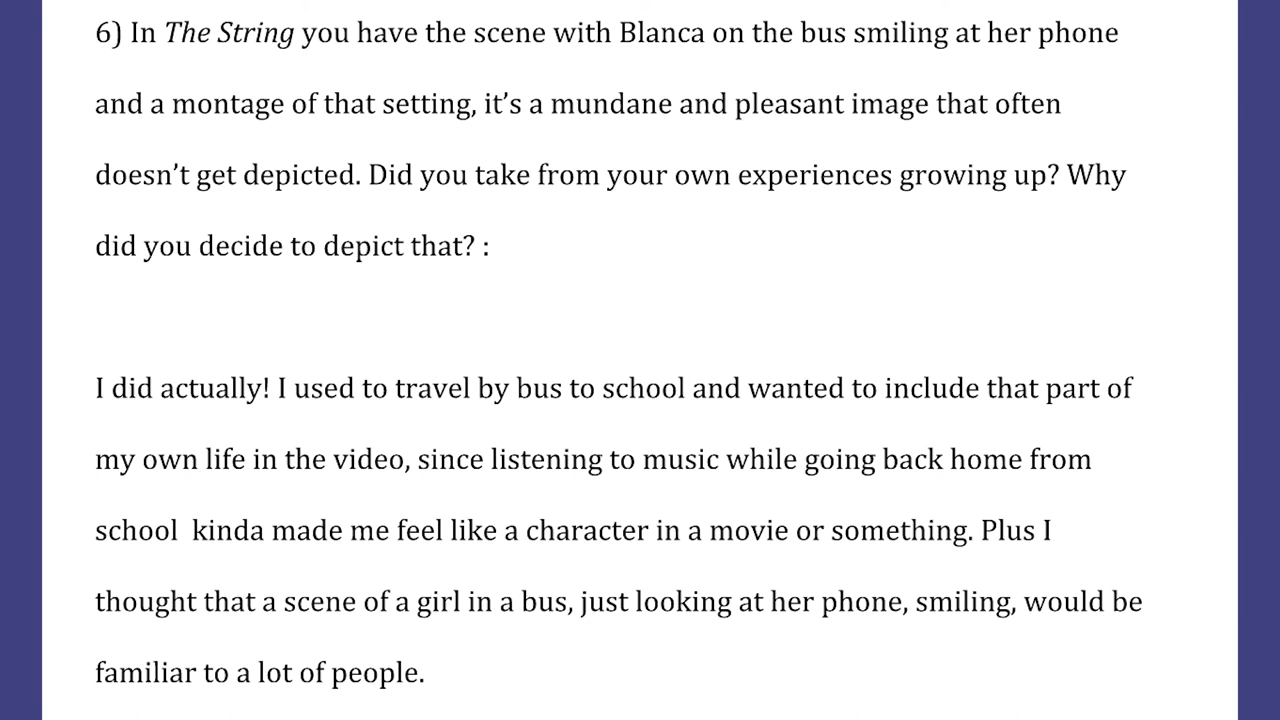 6) In The String you have the scene with Blanca on the bus smiling at her phone
and a montage of that setting, it’s a mundane and pleasant image that often
doesn’t get depicted. Did you take from your own experiences growing up? Why
did you decide to depict that? :
I did actually! I used to travel by bus to school and wanted to include that part of
my own life in the video, since listening to music while going back home from
school  kinda made me feel like a character in a movie or something. Plus I
thought that a scene of a girl in a bus, just looking at her phone, smiling, would be
familiar to a lot of people.